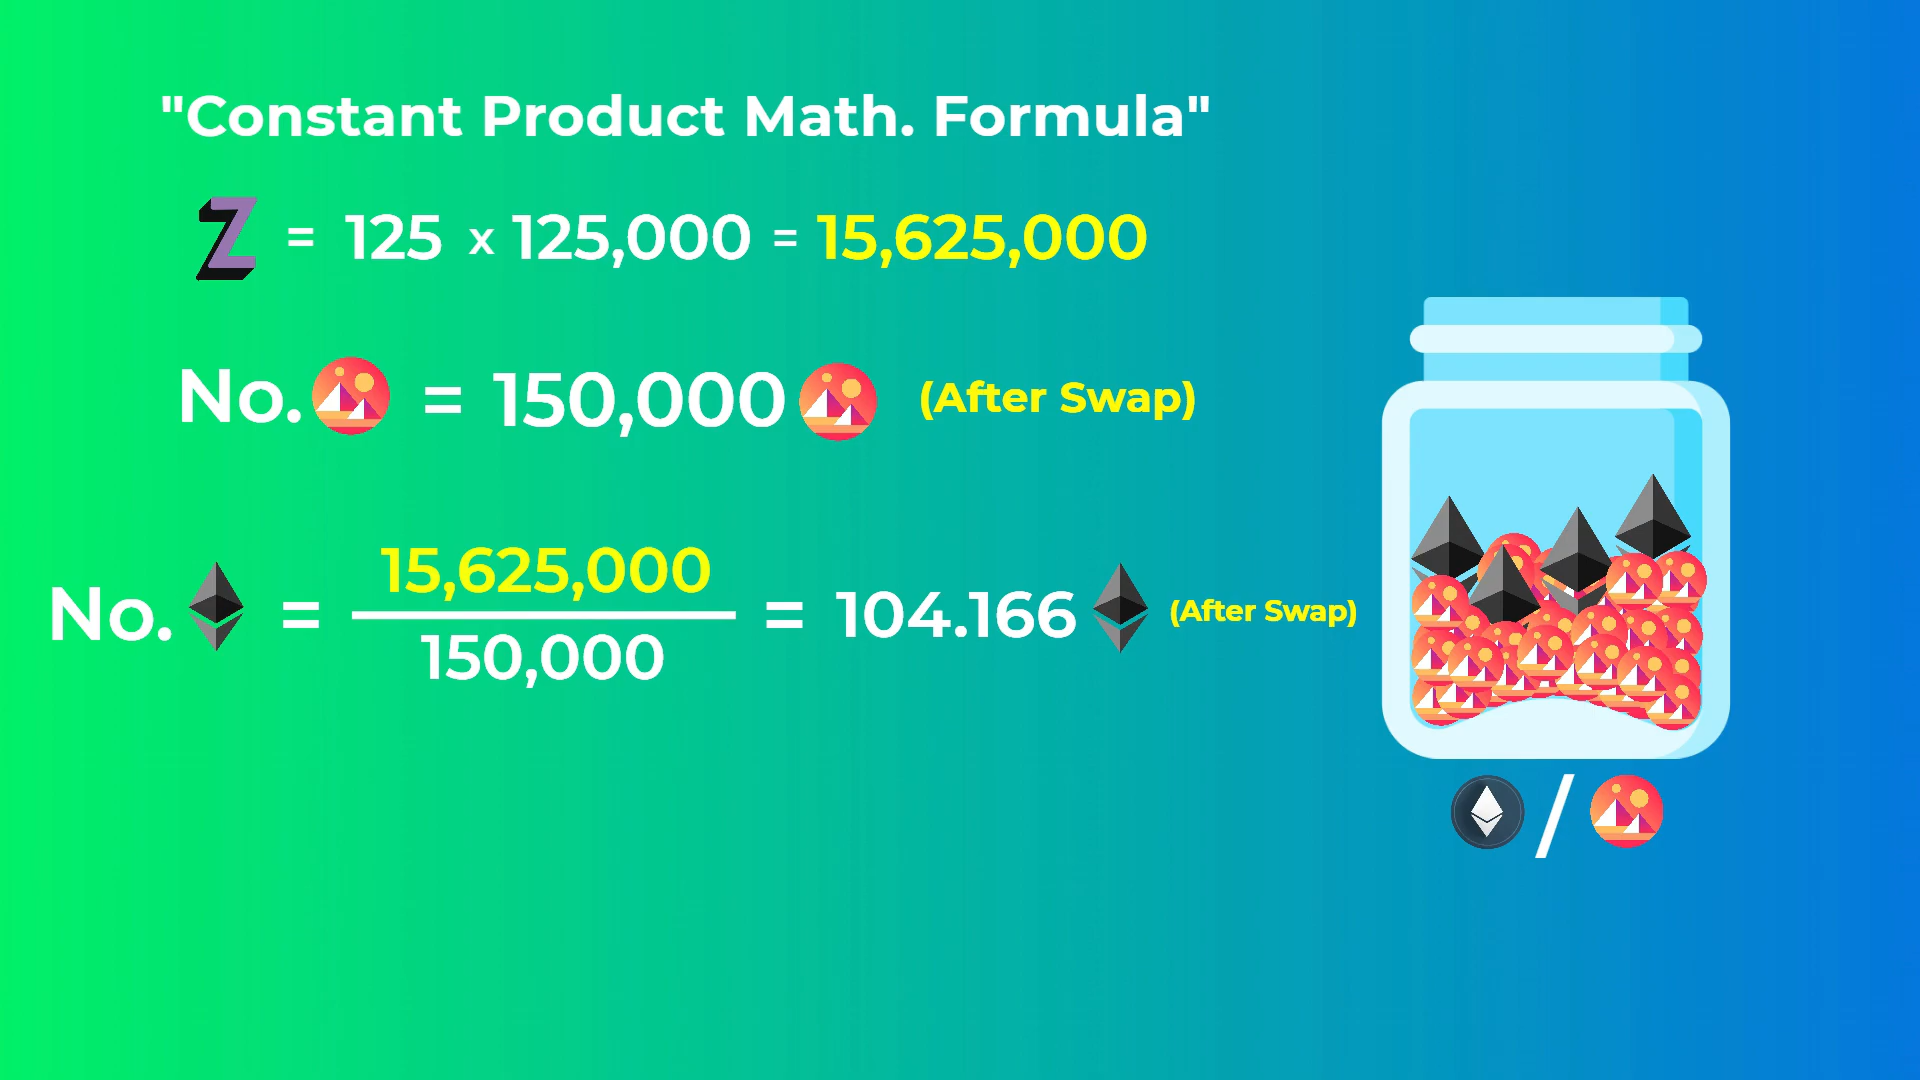 "Constant Product Math. Formula"
Z = 125 x 125,000 = 15,625,000
No. = 150,000 (After Swap)
No. = 15,625,000 / 150,000 = 104.166 (After Swap)
/